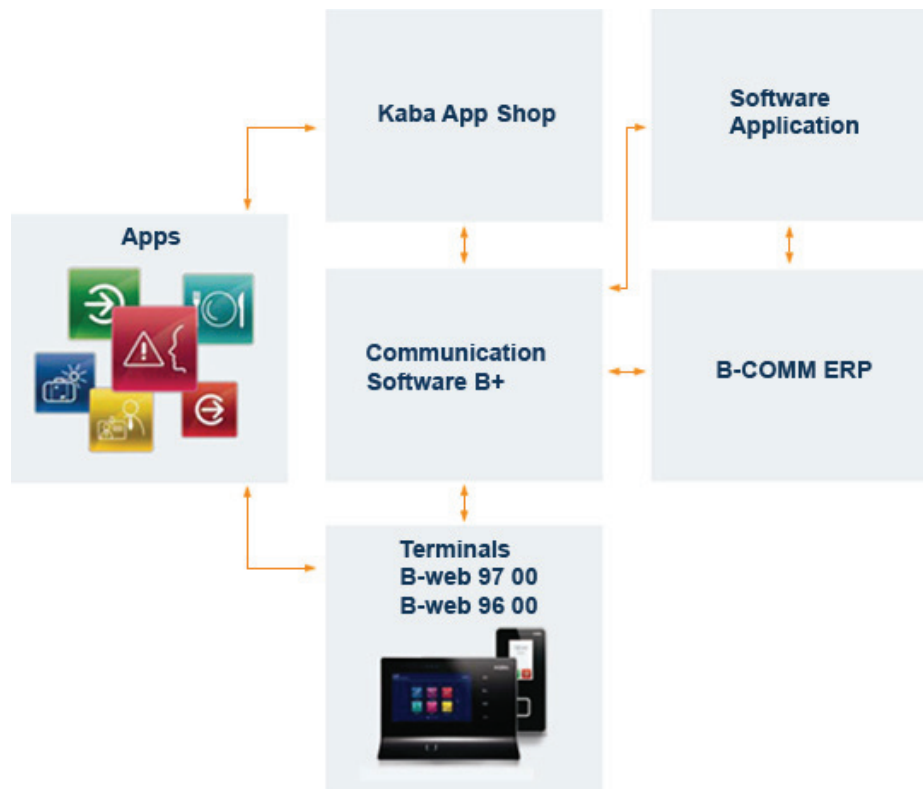 Kaba App Shop
Software
Application
Apps
Communication
Software B+
B-COMM ERP
Terminals
B-web 97 00
B-web 96 00